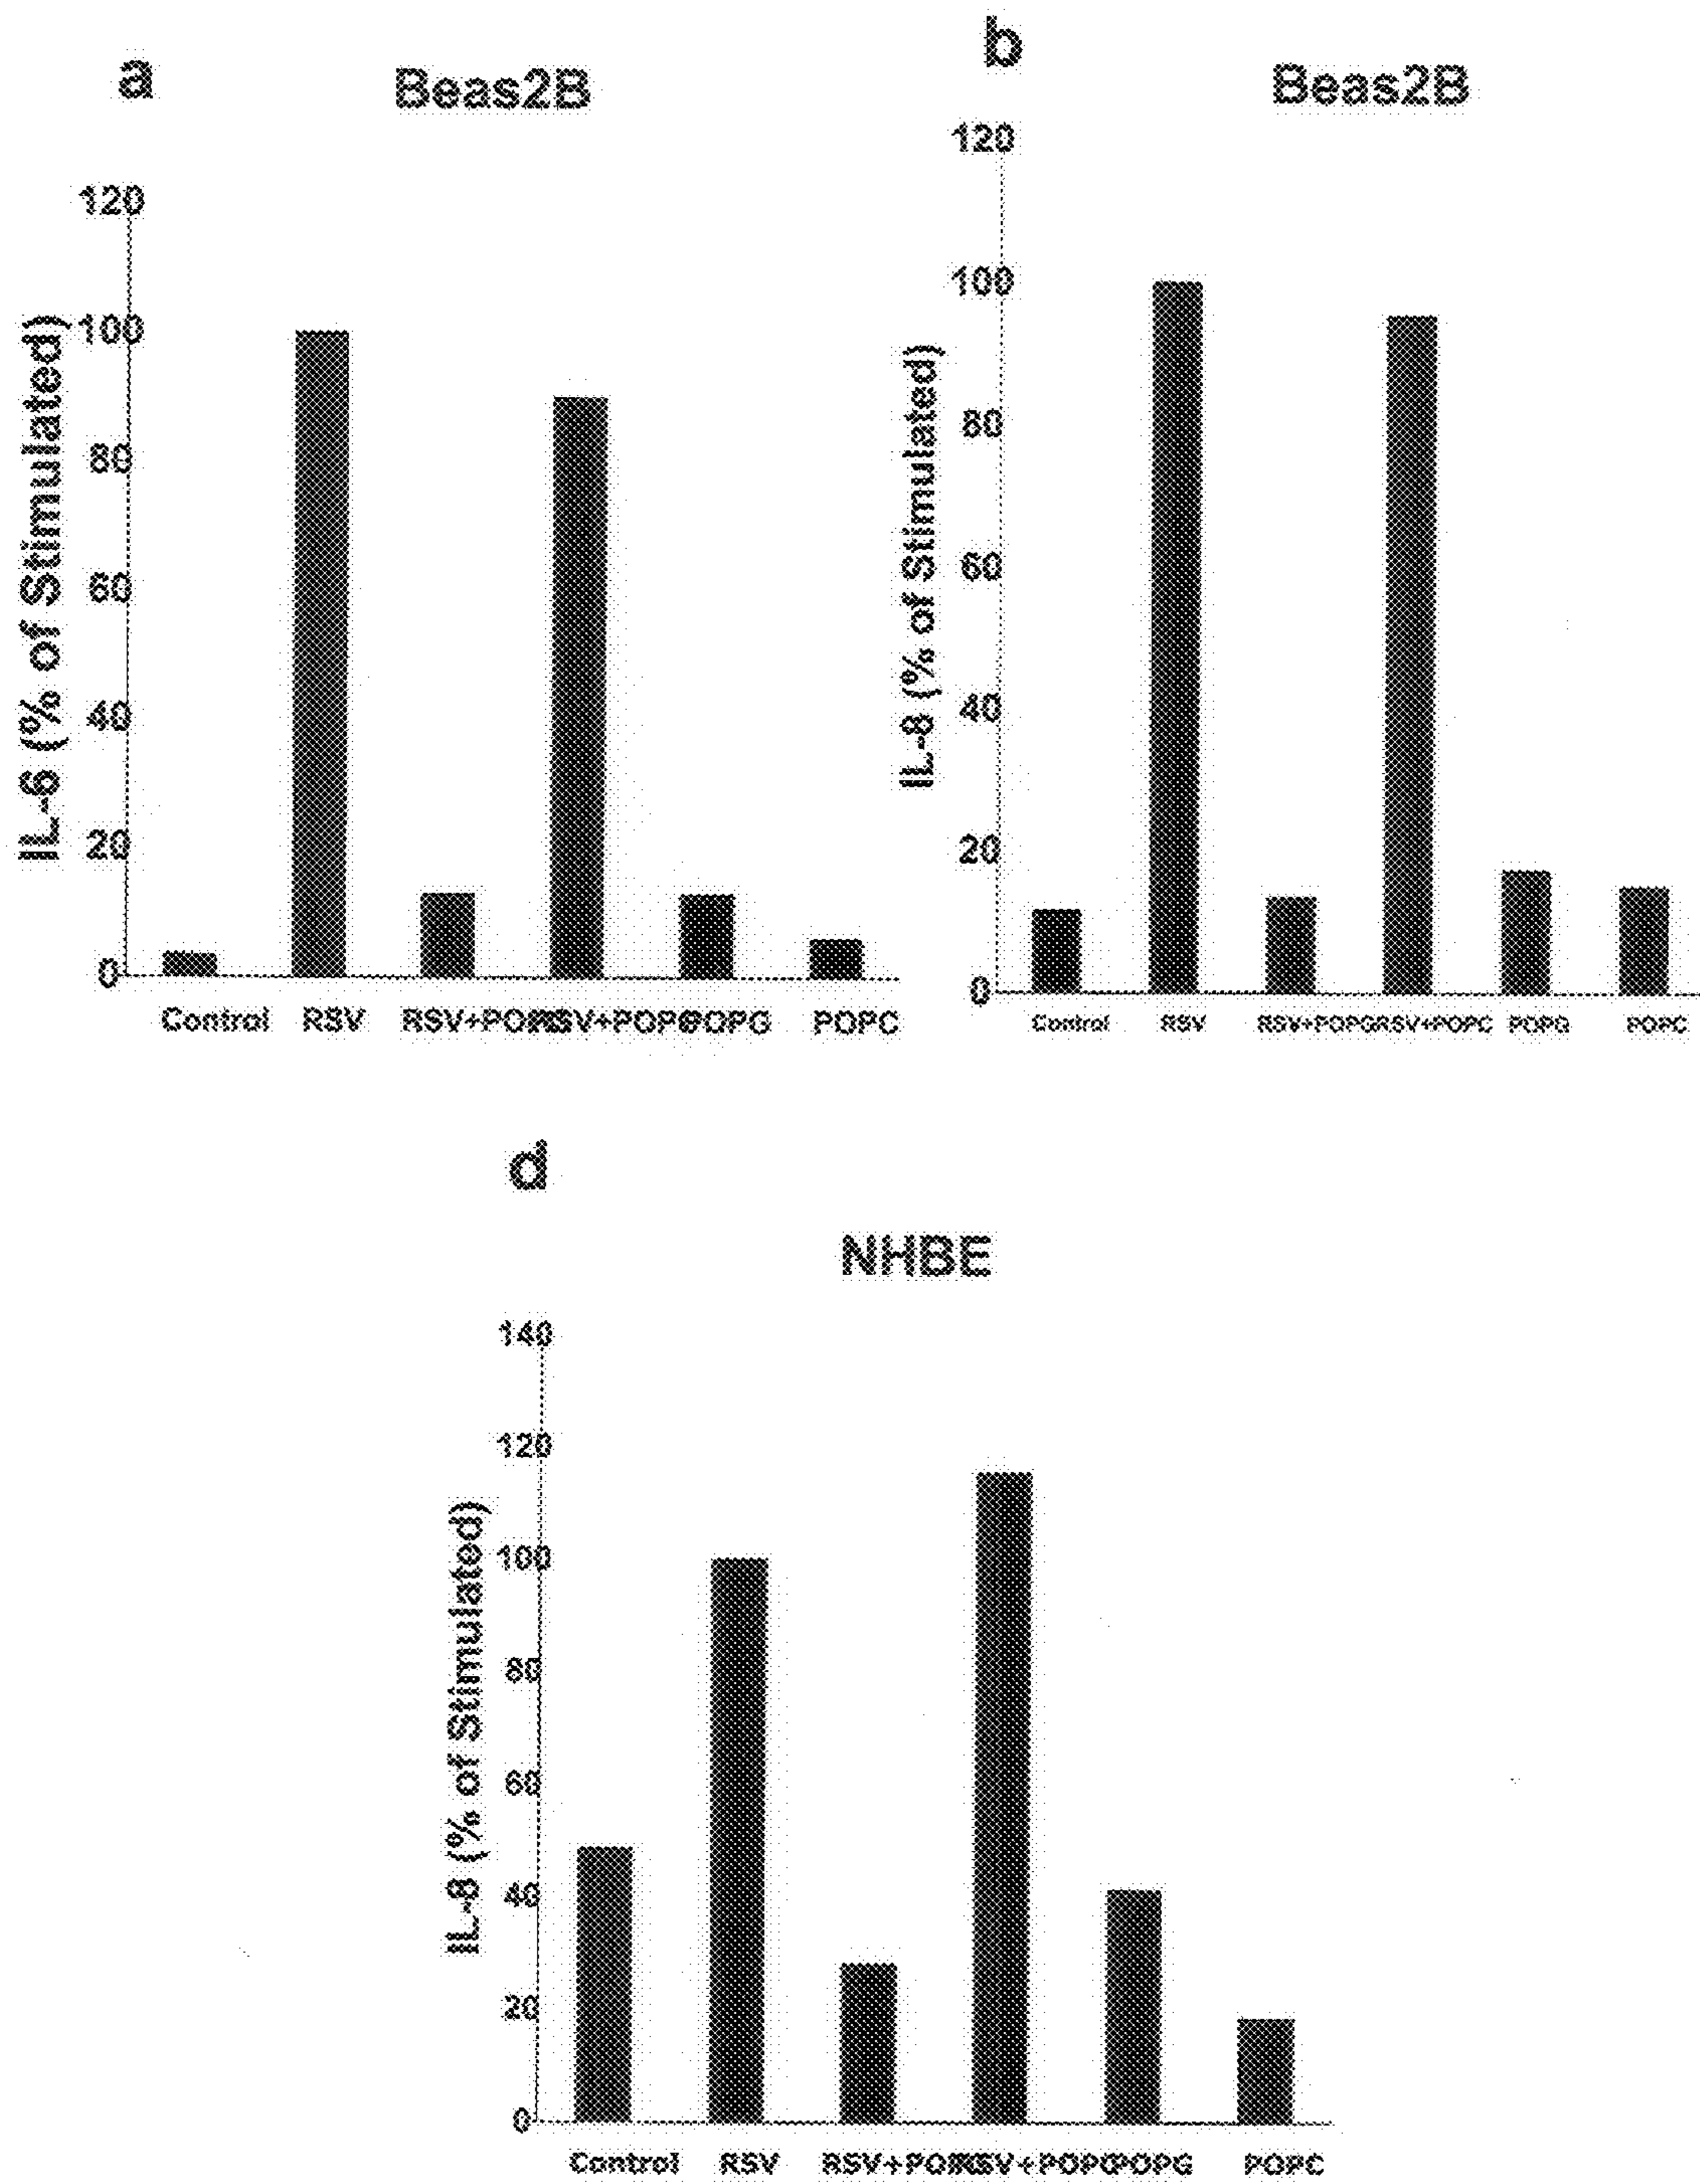 a
Beas2B
IL-6 (% of Stimulated)
120
100
80
60
40
20
0
Control RSV POPG POPC
b
Beas2B
IL-8 (% of Stimulated)
120
100
80
60
40
20
0
Control RSV RSV+POPG RSV+POPC POPG POPC
d
NHBE
IL-8 (% of Stimulated)
140
120
100
80
60
40
20
0
Control RSV POPG POPC